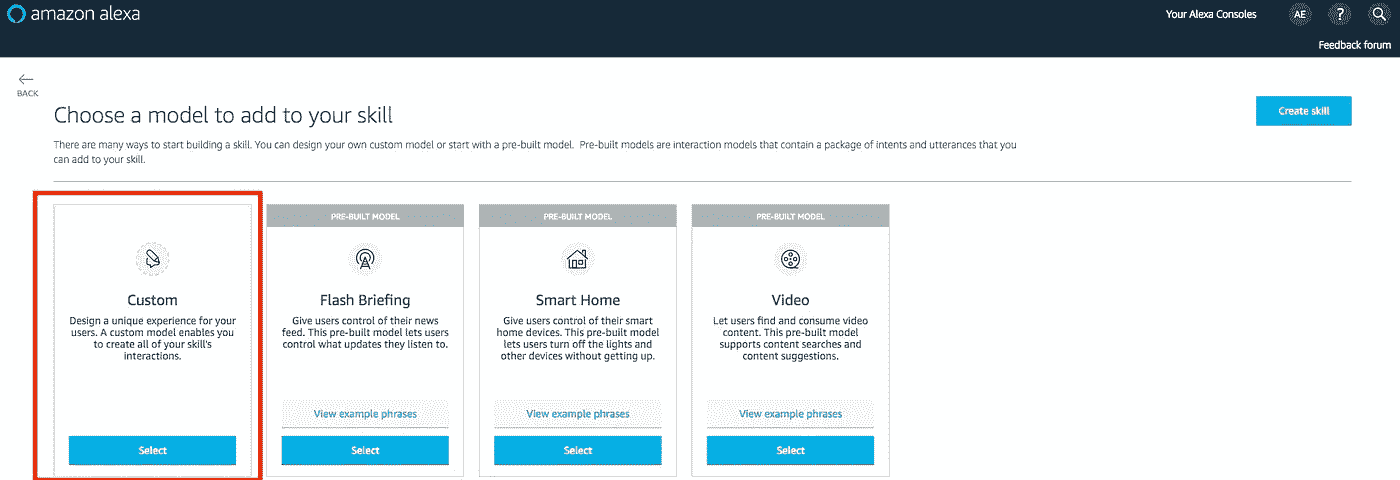 amazon alexa
Your Alexa Consoles
AE
?
Feedback forum
BACK
Choose a model to add to your skill
Create skill
There are many ways to start building a skill. You can design your own custom model or start with a pre-built model. Pre-built models are interaction models that contain a package of intents and utterances that you
can add to your skill.
Custom
Design a unique experience for your
users. A custom model enables you
to create all of your skill's
interactions.
Select
PRE-BUILT MODEL
Flash Briefing
Give users control of their news
feed. This pre-built model lets users
control what updates they listen to.
View example phrases
Select
PRE-BUILT MODEL
Smart Home
Give users control of their smart
home devices. This pre-built model
lets users turn off the lights and
other devices without getting up.
View example phrases
Select
PRE-BUILT MODEL
Video
Let users find and consume video
content. This pre-built model
supports content searches and
content suggestions.
View example phrases
Select